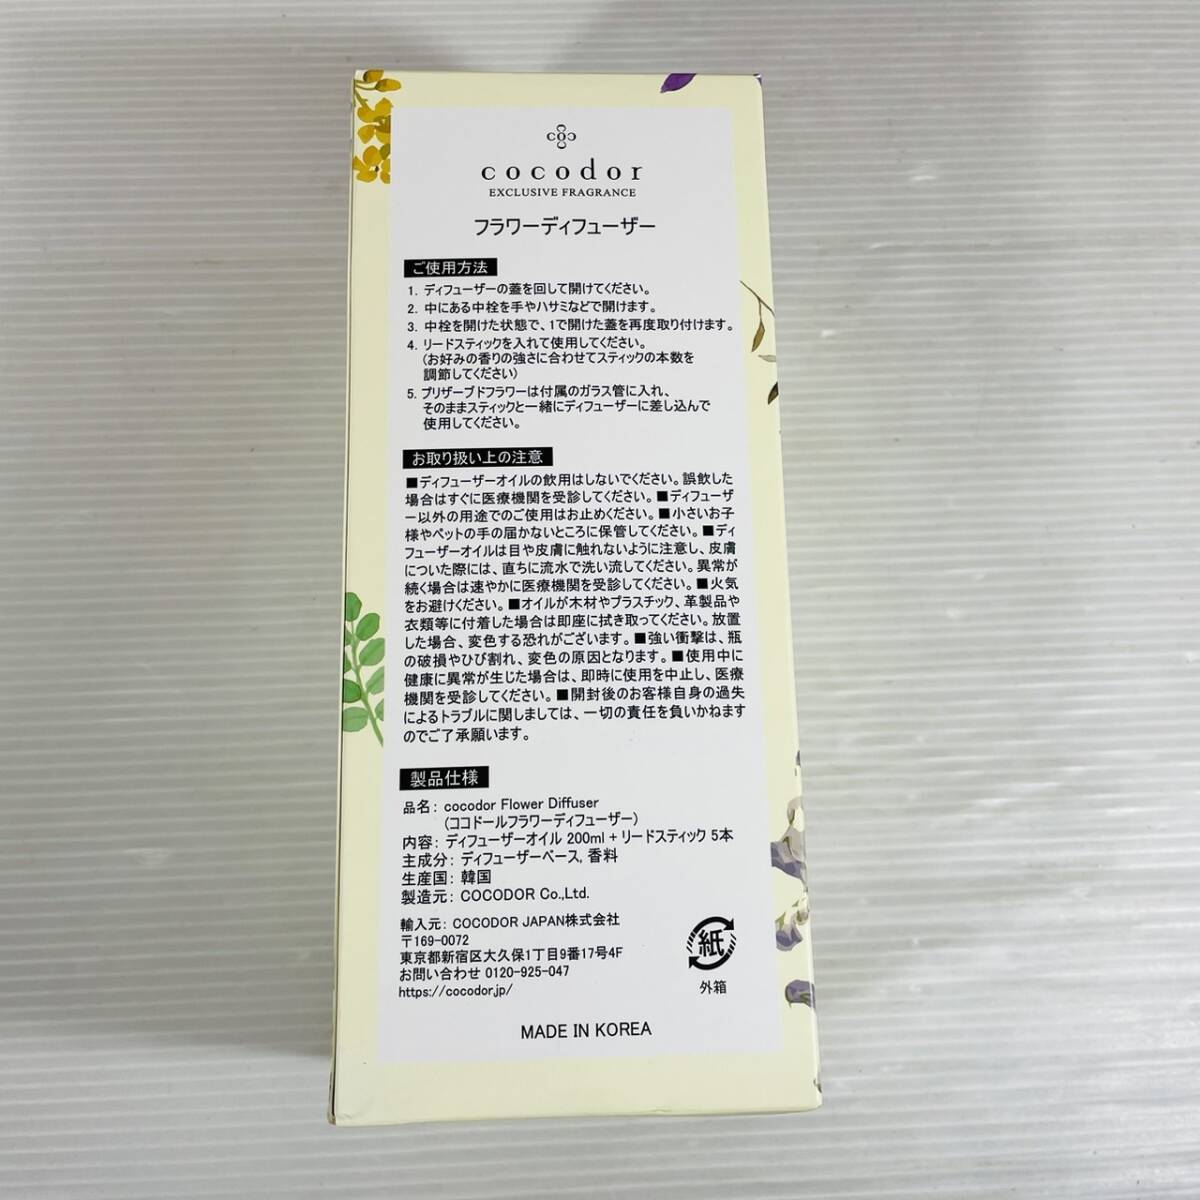 coc
cocodor
EXCLUSIVE FRAGRANCE
フラワーディフューザー
ご使用方法
1. ディフューザーの蓋を回して開けてください。
2. 中にある中栓を手やハサミなどで開けます。
3. 中栓を開けた状態で、1で開けた蓋を再度取り付けます。
4. リードスティックを入れて使用してください。
(お好みの香りの強さに合わせてスティックの本数を
調節してください)
5. プリザーブドフラワーは付属のガラス管に入れ、
そのままスティックと一緒にディフューザーに差し込んで
使用してください。
お取り扱い上の注意
■ディフューザーオイルの飲用はしないでください。誤飲した
場合はすぐに医療機関を受診してください。■ディフューザ
ー以外の用途でのご使用はお止めください。■小さいお子
様やペットの手の届かないところに保管してください。■ディ
フューザーオイルは目や皮膚に触れないように注意し、皮膚
についた際には、直ちに流水で洗い流してください。異常が
続く場合は速やかに医療機関を受診してください。■火気
をお避けください。■オイルが木材やプラスチック、革製品や
衣類等に付着した場合は即座に拭き取ってください。放置
した場合、変色する恐れがございます。■強い衝撃は、瓶
の破損やひび割れ、変色の原因となります。■使用中に
健康に異常が生じた場合は、即時に使用を中止し、医療
機関を受診してください。■開封後のお客様自身の過失
によるトラブルに関しましては、一切の責任を負いかねます
のでご了承願います。
製品仕様
品名: cocodor Flower Diffuser
(ココドールフラワーディフューザー)
内容: ディフューザーオイル 200ml + リードスティック 5本
主成分: ディフューザーベース, 香料
生産国: 韓国
製造元: COCODOR Co.,Ltd.
輸入元: COCODOR JAPAN株式会社
〒169-0072
東京都新宿区大久保1丁目9番17号4F
お問い合わせ 0120-925-047
https://cocodor.jp/
紙
外箱
MADE IN KOREA